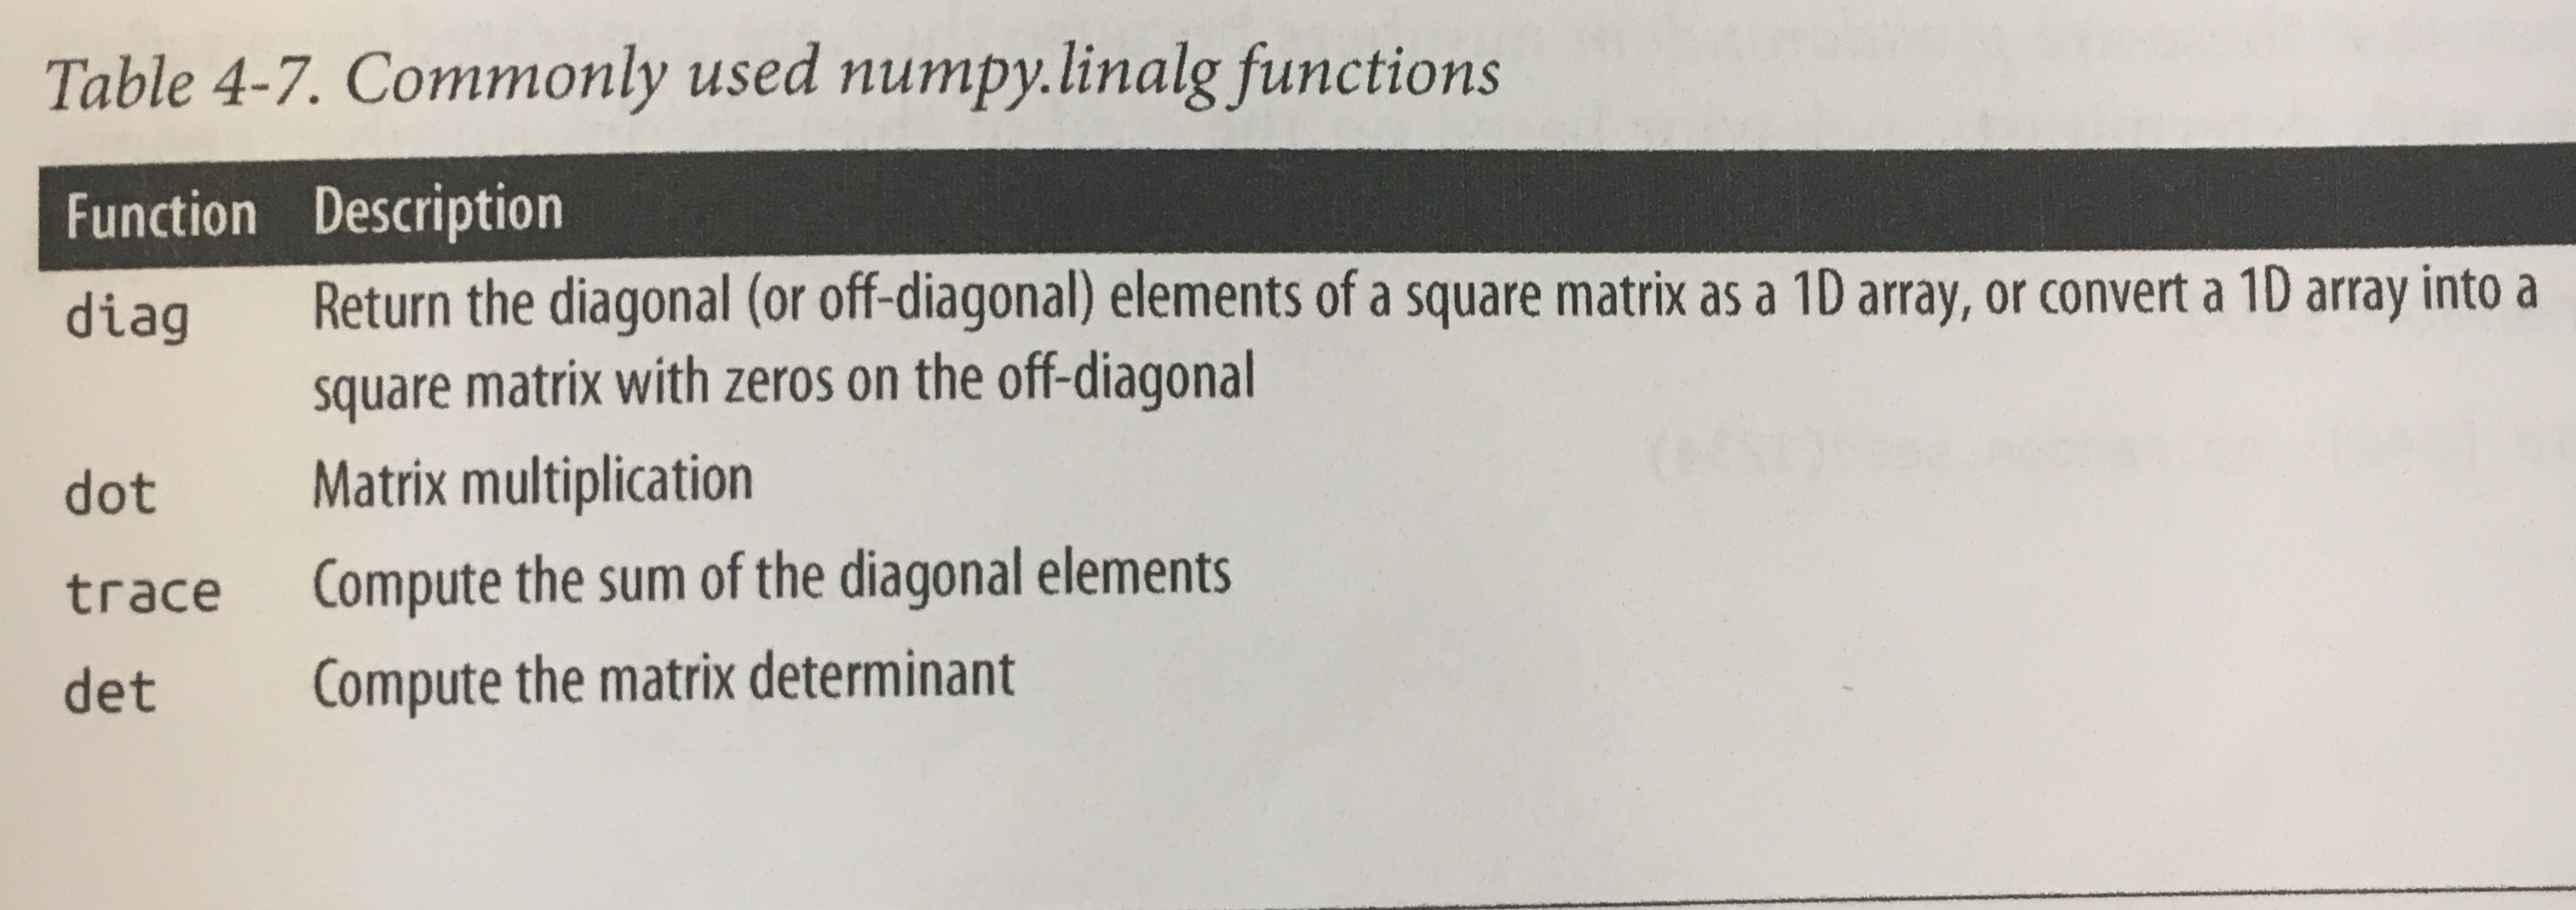 Table 4-7. Commonly used numpy.linalg functions
Function Description
diag Return the diagonal (or off-diagonal) elements of a square matrix as a 1D array, or convert a 1D array into a
square matrix with zeros on the off-diagonal
dot Matrix multiplication
trace Compute the sum of the diagonal elements
det Compute the matrix determinant